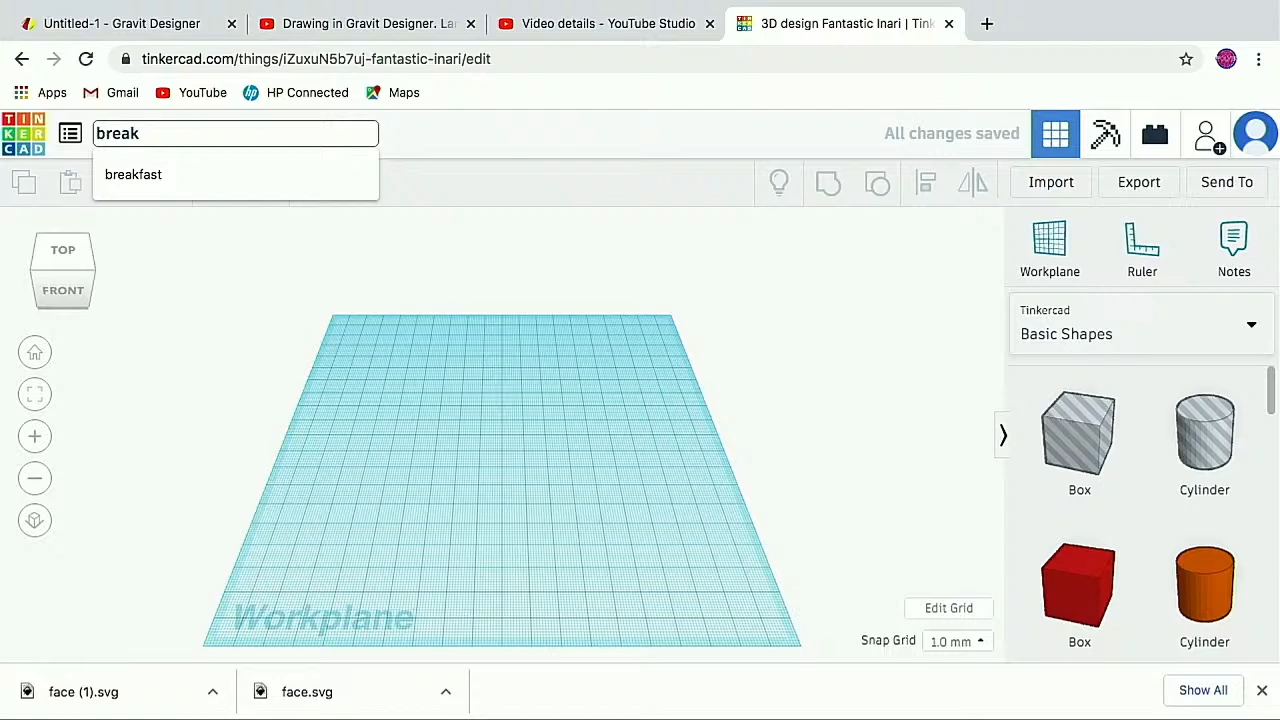 Untitled-1 - Gravit Designer
Drawing in Gravit Designer. La
Video details - YouTube Studio
3D design Fantastic Inari | Tink
tinkercad.com/things/iZuxuN5b7uj-fantastic-inari/edit
Apps
Gmail
YouTube
HP Connected
Maps
TIN
KER
CAD
break
All changes saved
breakfast
Import
Export
Send To
TOP
FRONT
Workplane
Ruler
Notes
Tinkercad
Basic Shapes
Box
Cylinder
Box
Cylinder
Workplane
Edit Grid
Snap Grid
1.0 mm
face (1).svg
face.svg
Show All